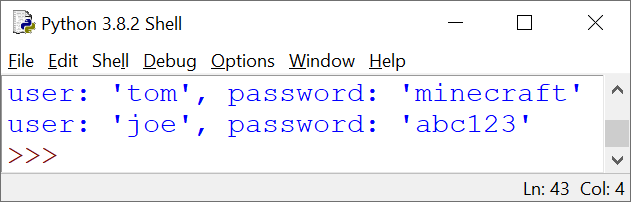 Python 3.8.2 Shell
File Edit Shell Debug Options Window Help
user: 'tom', password: 'minecraft'
user: 'joe', password: 'abc123'
>>>
Ln: 43 Col: 4